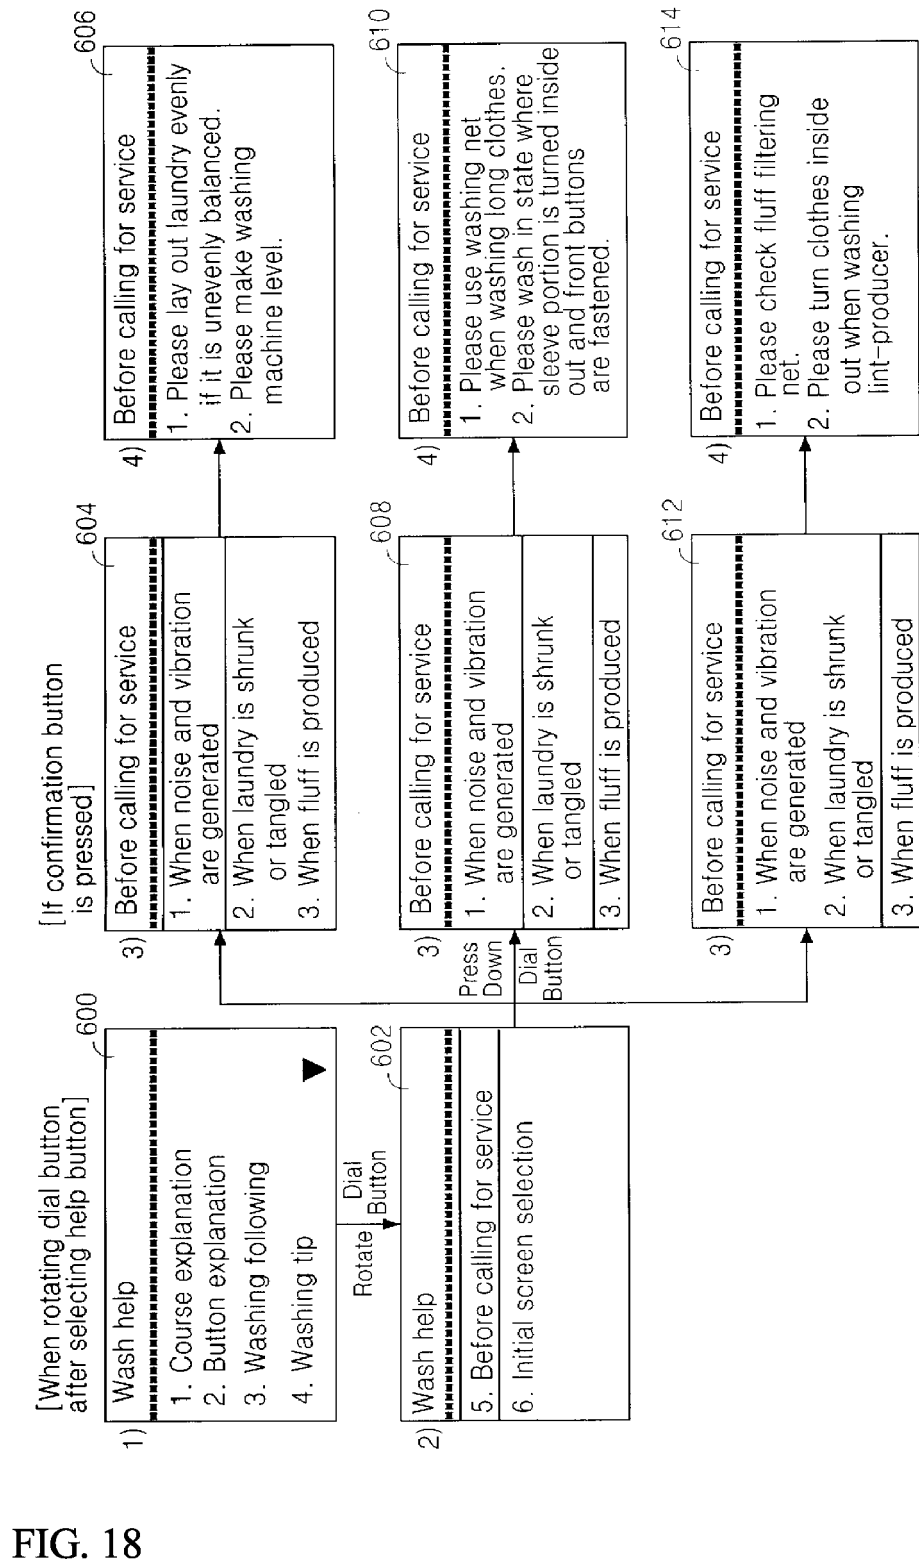 FIG. 18
[When rotating dial button
after selecting help button]
600
1)
Wash help
1. Course explanation
2. Button explanation
3. Washing following
4. Washing tip
▼
Rotate
Dial
Button
602
2)
Wash help
5. Before calling for service
6. Initial screen selection
Press
Down
Dial
Button
[If confirmation button
is pressed]
604
3)
Before calling for service
1. When noise and vibration
are generated
2. When laundry is shrunk
or tangled
3. When fluff is produced
608
3)
Before calling for service
1. When noise and vibration
are generated
2. When laundry is shrunk
or tangled
3. When fluff is produced
612
3)
Before calling for service
1. When noise and vibration
are generated
2. When laundry is shrunk
or tangled
3. When fluff is produced
606
4)
Before calling for service
1. Please lay out laundry evenly
if it is unevenly balanced.
2. Please make washing
machine level.
610
4)
Before calling for service
1. Please use washing net
when washing long clothes.
2. Please wash in state where
sleeve portion is turned inside
out and front buttons
are fastened.
614
4)
Before calling for service
1. Please check fluff filtering
net.
2. Please turn clothes inside
out when washing
lint-producer.